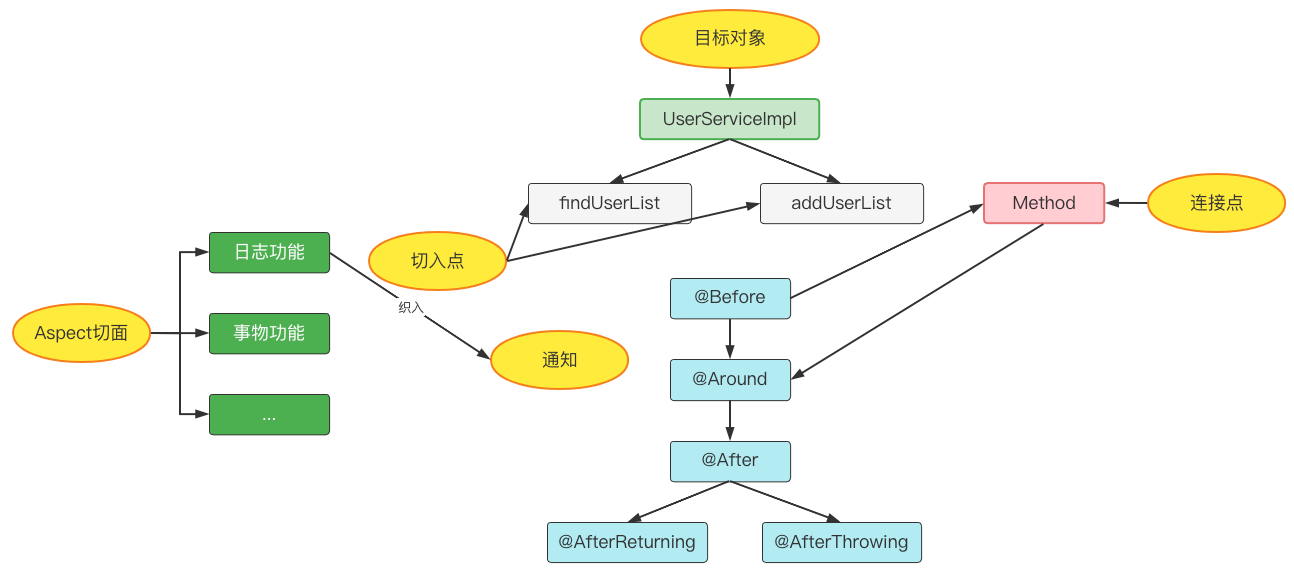 目标对象
UserServiceImpl
findUserList
addUserList
Method
连接点
日志功能
切入点
@Before
织入
Aspect切面
事物功能
通知
@Around
...
@After
@AfterReturning
@AfterThrowing